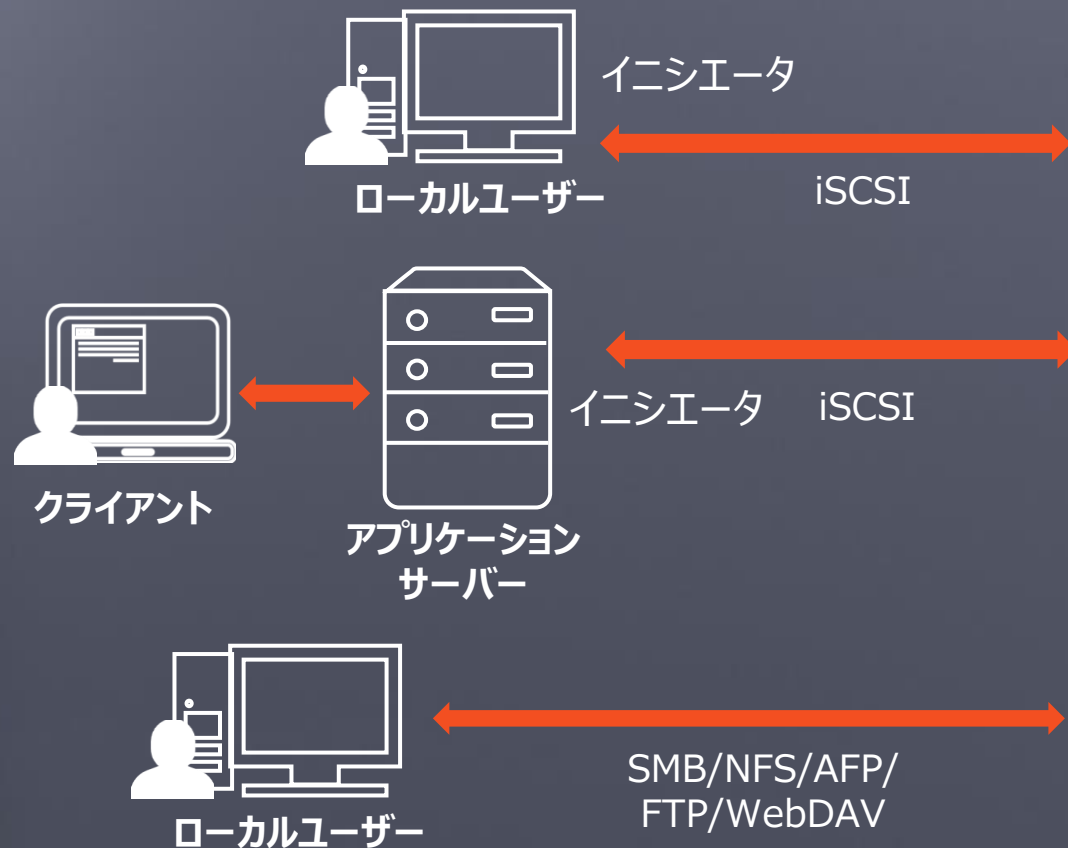 イニシエータ
iSCSI
ローカルユーザー
イニシエータ
iSCSI
クライアント
アプリケーション
サーバー
SMB/NFS/AFP/
FTP/WebDAV
ローカルユーザー